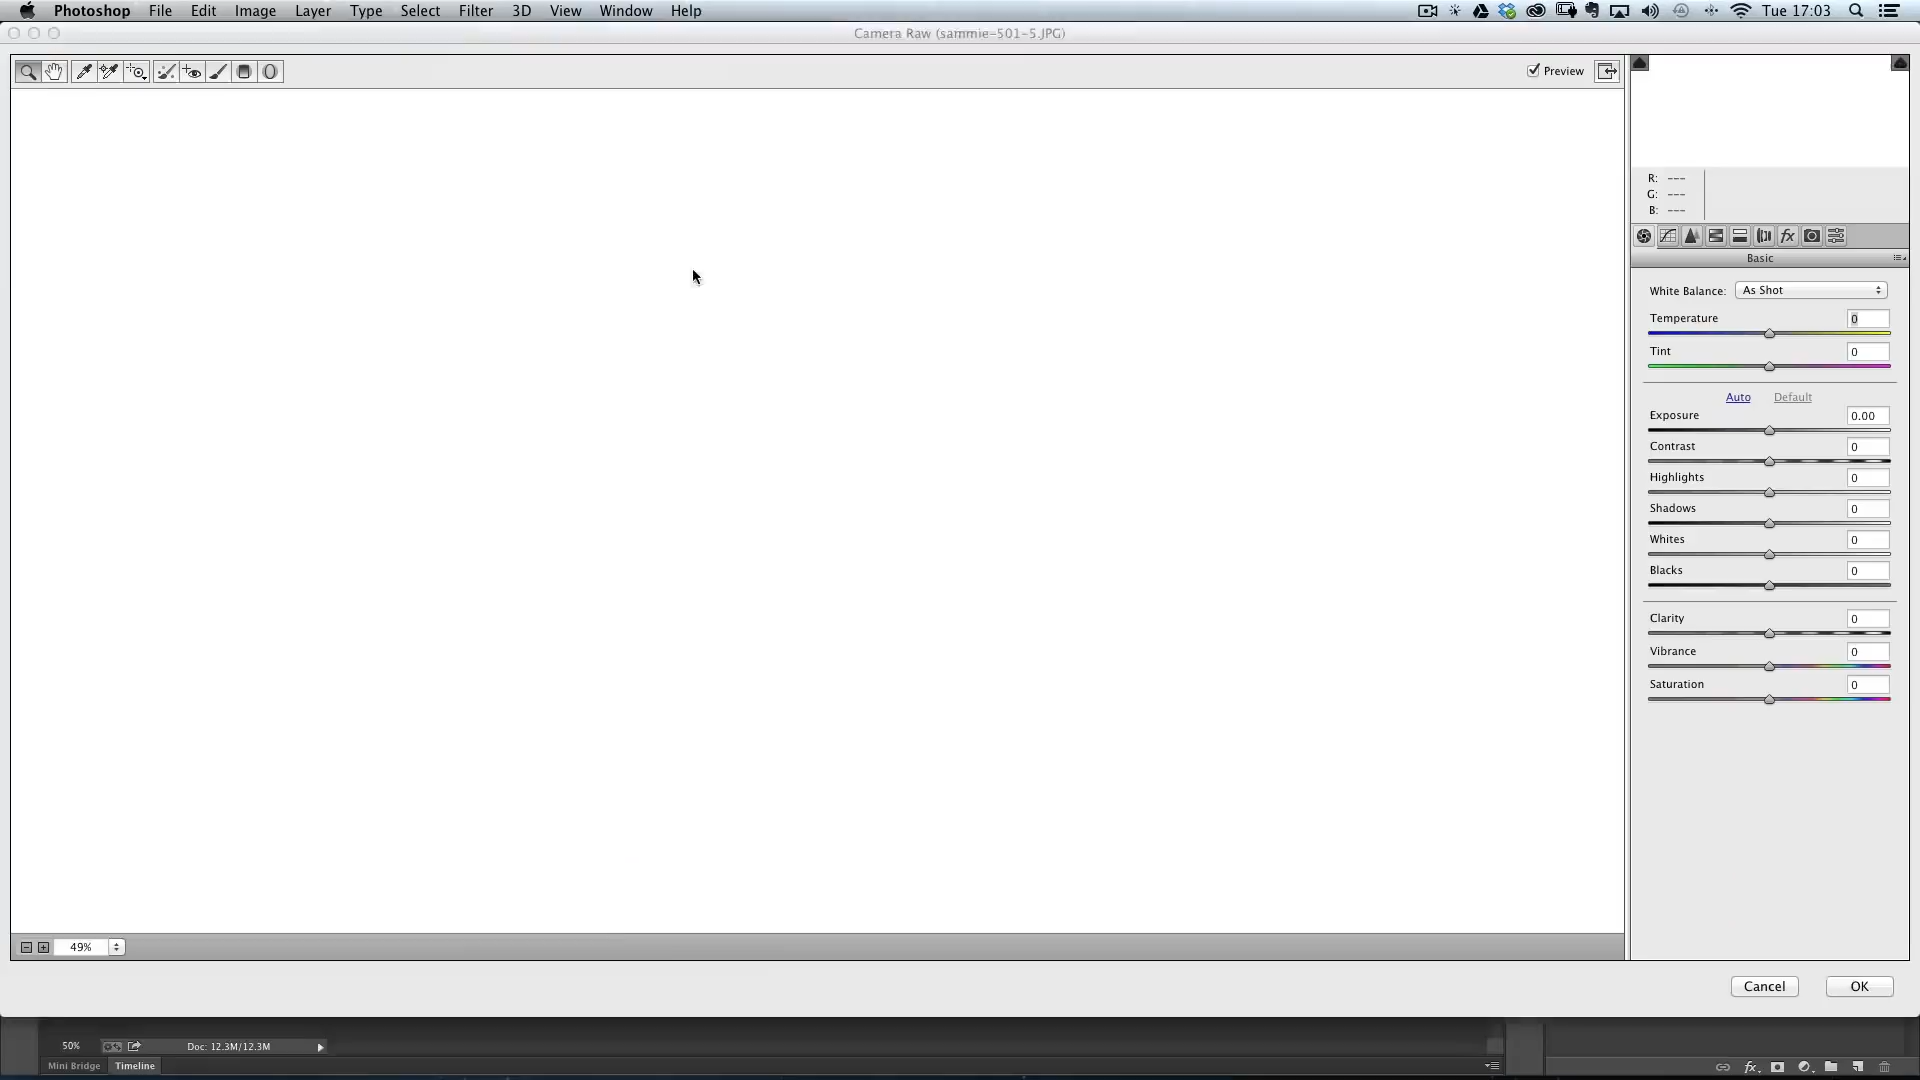 Photoshop File Edit Image Layer Type Select Filter 3D View Window Help Tue 17:03
Camera Raw (sammie-501-5.JPG)
Preview
R: ---
G: ---
B: ---
fx
Basic
White Balance: As Shot
Temperature 0
Tint 0
Auto Default
Exposure 0.00
Contrast 0
Highlights 0
Shadows 0
Whites 0
Blacks 0
Clarity 0
Vibrance 0
Saturation 0
49%
Cancel OK
50% Doc: 12.3M/12.3M
Mini Bridge Timeline fx